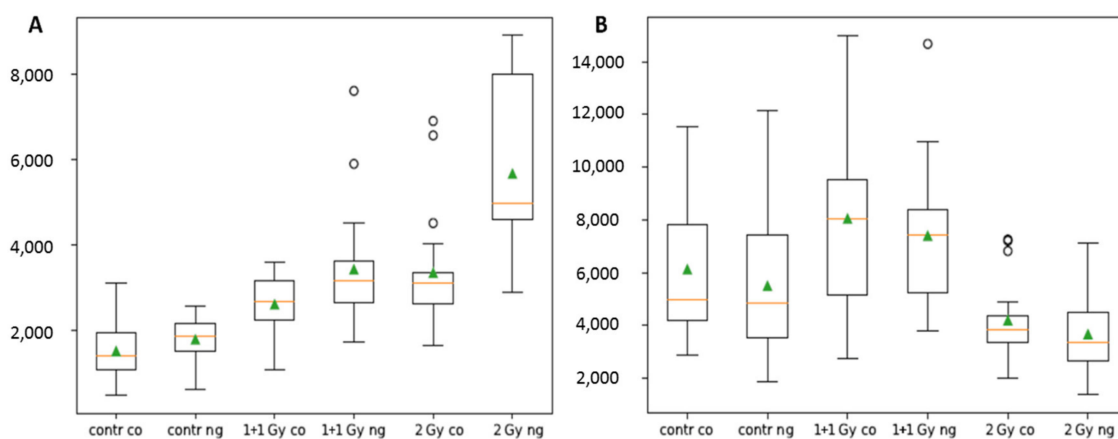 A
8,000
6,000
4,000
2,000
contr co contr ng 1+1 Gy co 1+1 Gy ng 2 Gy co 2 Gy ng
B
14,000
12,000
10,000
8,000
6,000
4,000
2,000
contr co contr ng 1+1 Gy co 1+1 Gy ng 2 Gy co 2 Gy ng